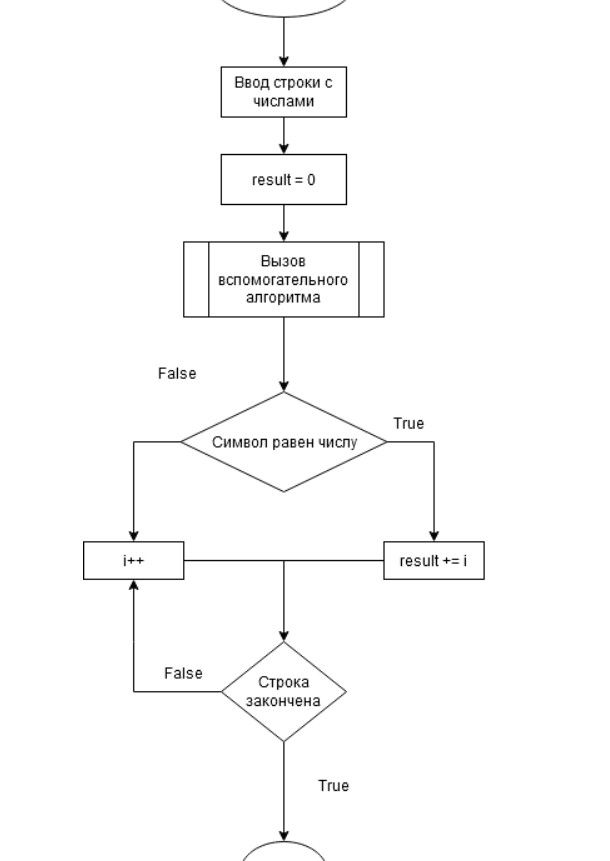 Ввод строки с
числами
result = 0
Вызов
вспомогательного
алгоритма
False
True
Символ равен числу
i++
result += i
False
Строка
закончена
True